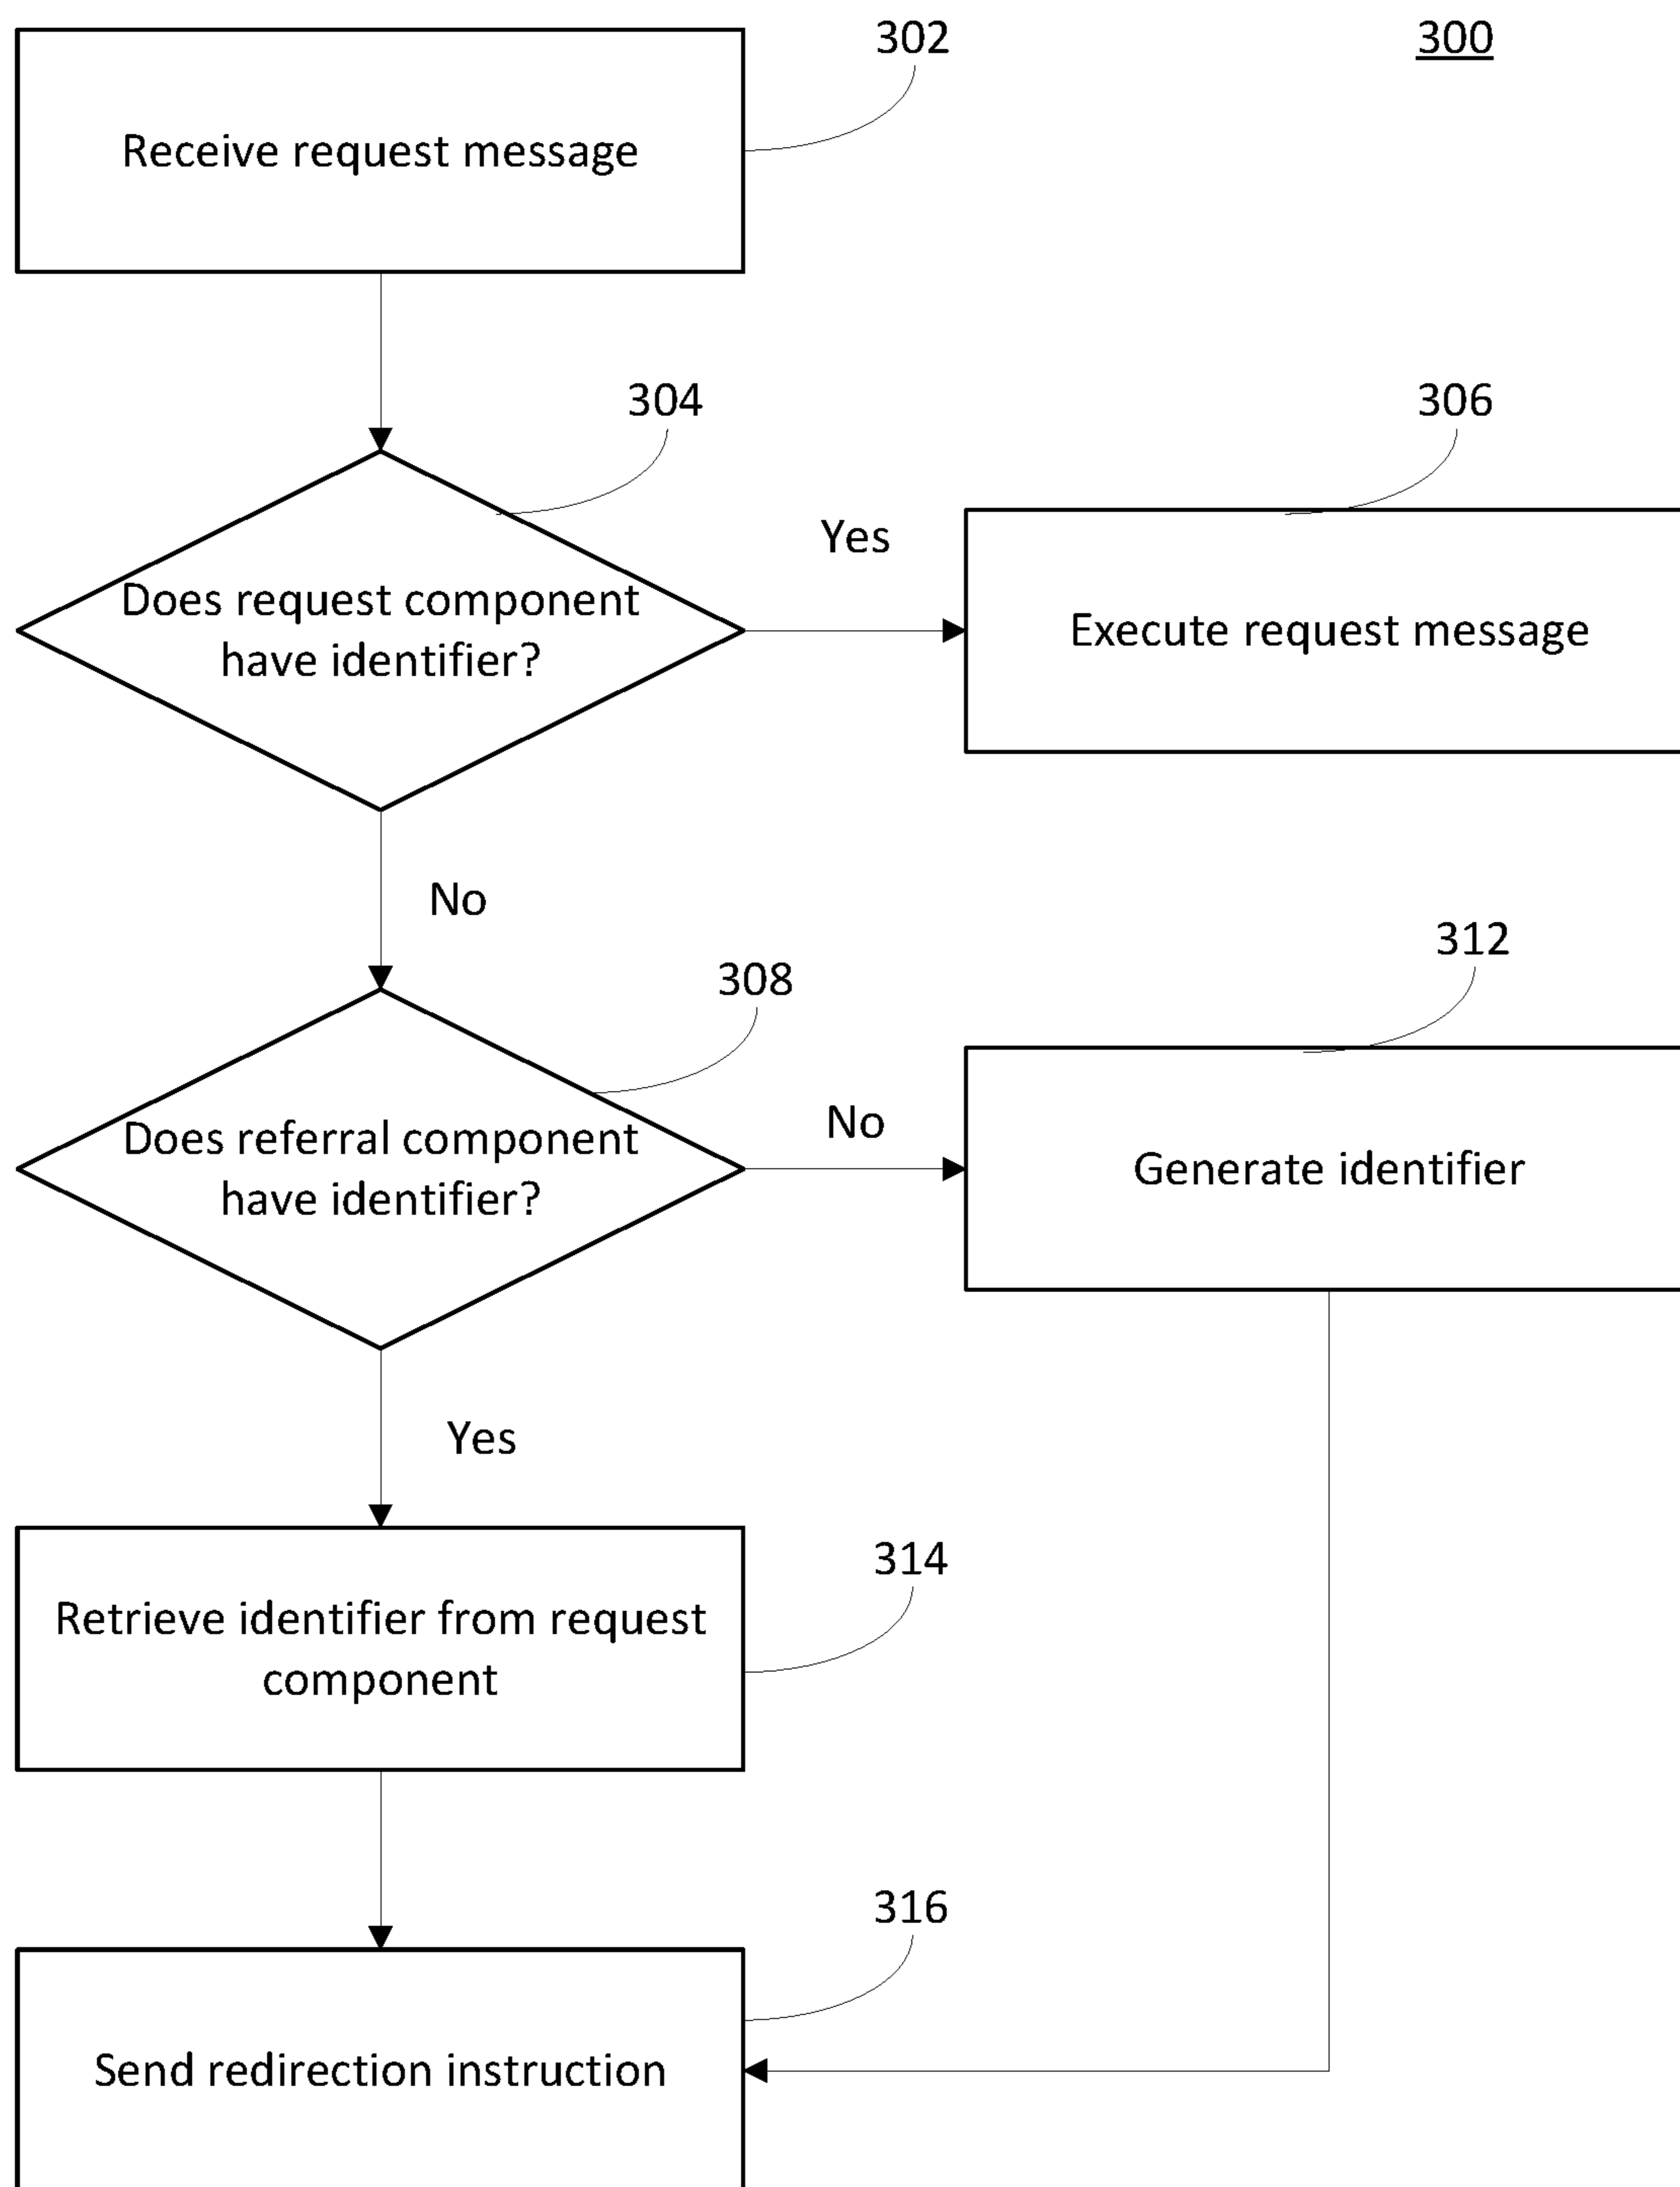 302
300
Receive request message
304
306
Does request component
have identifier?
Yes
Execute request message
No
308
312
Does referral component
have identifier?
No
Generate identifier
Yes
314
Retrieve identifier from request
component
316
Send redirection instruction